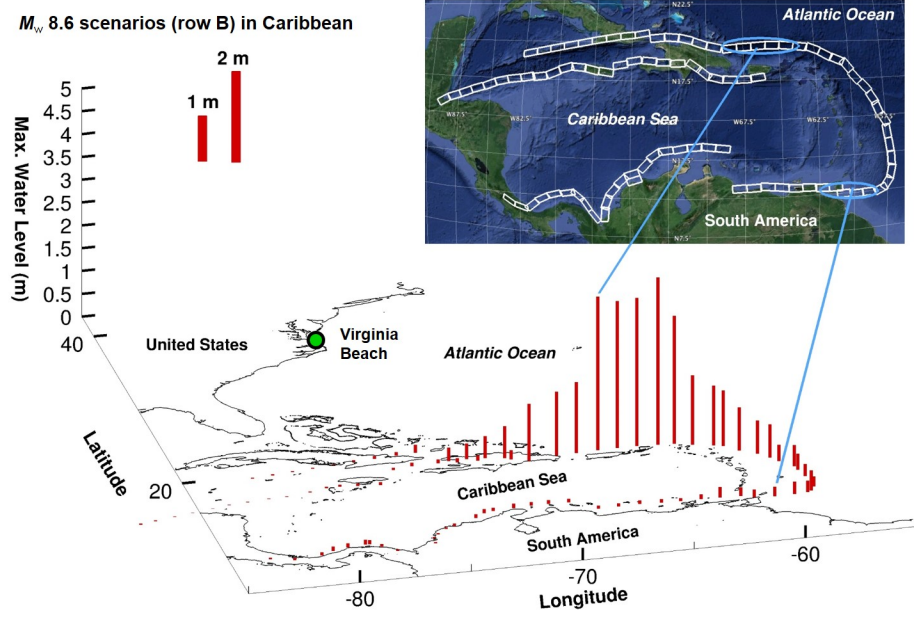 Mw 8.6 scenarios (row B) in Caribbean
2 m
1 m
5
4.5
4
3.5
3
2.5
2
1.5
1
0.5
0
Max. Water Level (m)
W22.5°
Atlantic Ocean
N17.5°
W87.5°
W82.5°
Caribbean Sea
W67.5°
W62.5°
South America
N7.5°
40
United States
Virginia
Beach
Atlantic Ocean
Latitude
20
Caribbean Sea
South America
-80
-70
-60
Longitude